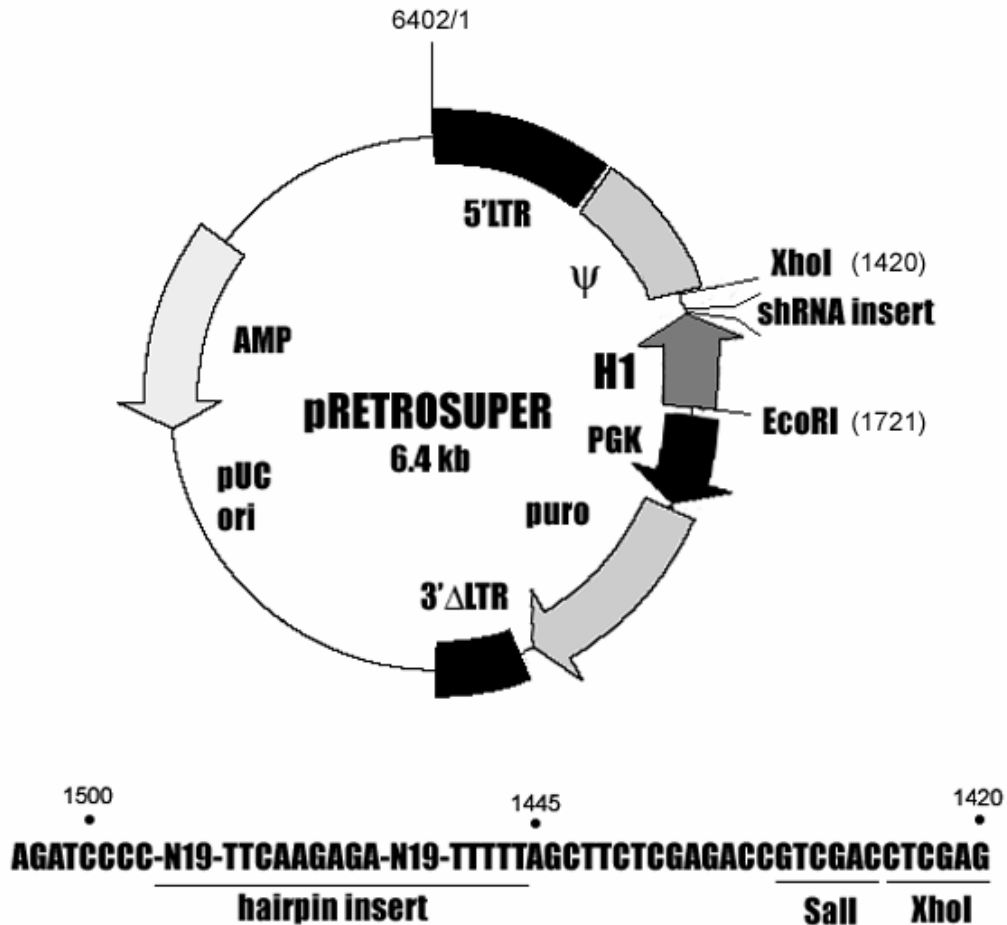 6402/1
5'LTR
Ψ
XhoI (1420)
shRNA insert
AMP
H1
pRETROSUPER
6.4 kb
EcoRI (1721)
PGK
pUC
ori
puro
3'ΔLTR
1500
1445
1420
AGATCCCC-N19-TTCAAGAGA-N19-TTTTTAGCTTCTCGAGACCGTCGACCTCGAG
hairpin insert
SalI
XhoI